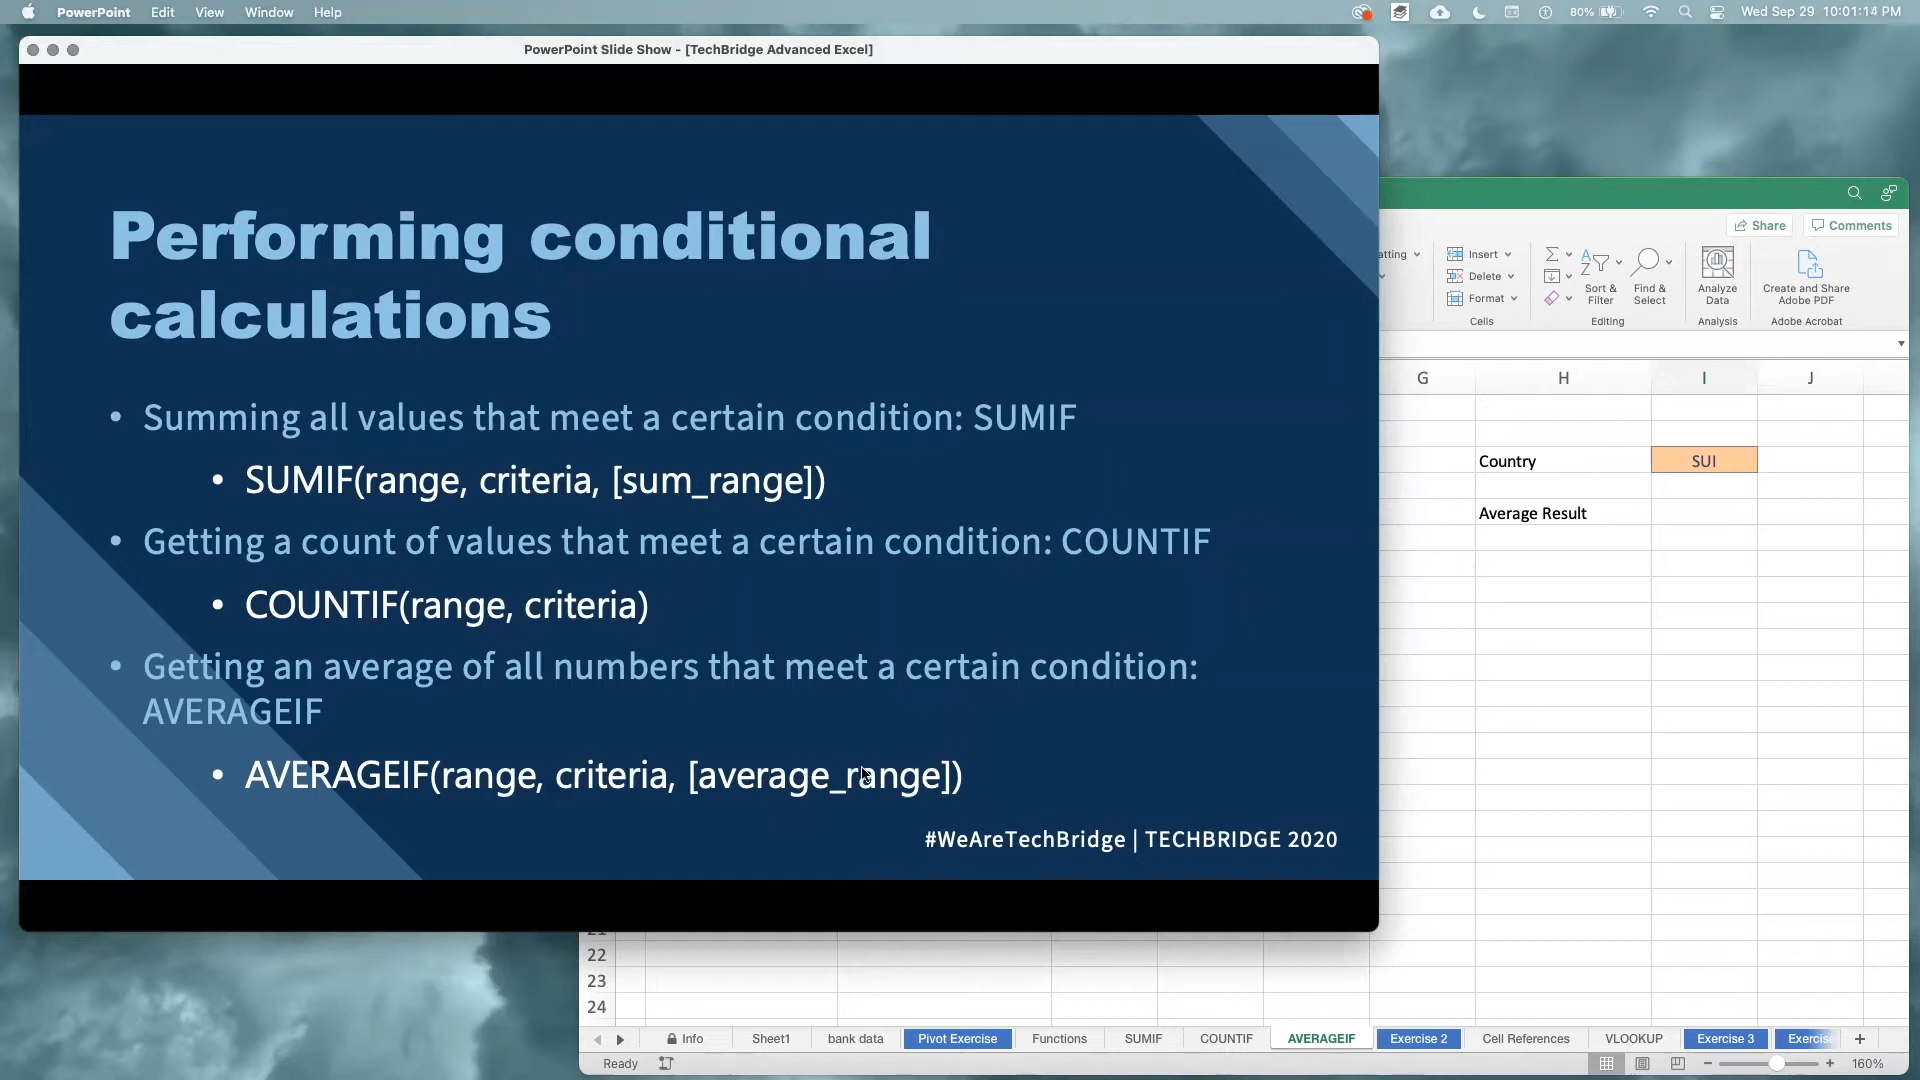 PowerPoint Edit View Window Help
80% Wed Sep 29 10:01:14 PM
PowerPoint Slide Show - [TechBridge Advanced Excel]
Performing conditional
calculations
• Summing all values that meet a certain condition: SUMIF
• SUMIF(range, criteria, [sum_range])
• Getting a count of values that meet a certain condition: COUNTIF
• COUNTIF(range, criteria)
• Getting an average of all numbers that meet a certain condition:
AVERAGEIF
• AVERAGEIF(range, criteria, [average_range])
#WeAreTechBridge | TECHBRIDGE 2020
Share Comments
atting Insert
Delete
Format
Cells
Sort &
Filter
Find &
Select
Editing
Analyze
Data
Analysis
Create and Share
Adobe PDF
Adobe Acrobat
G H I J
Country SUI
Average Result
22
23
24
Info Sheet1 bank data Pivot Exercise Functions SUMIF COUNTIF AVERAGEIF Exercise 2 Cell References VLOOKUP Exercise 3 Exercis
Ready 160%